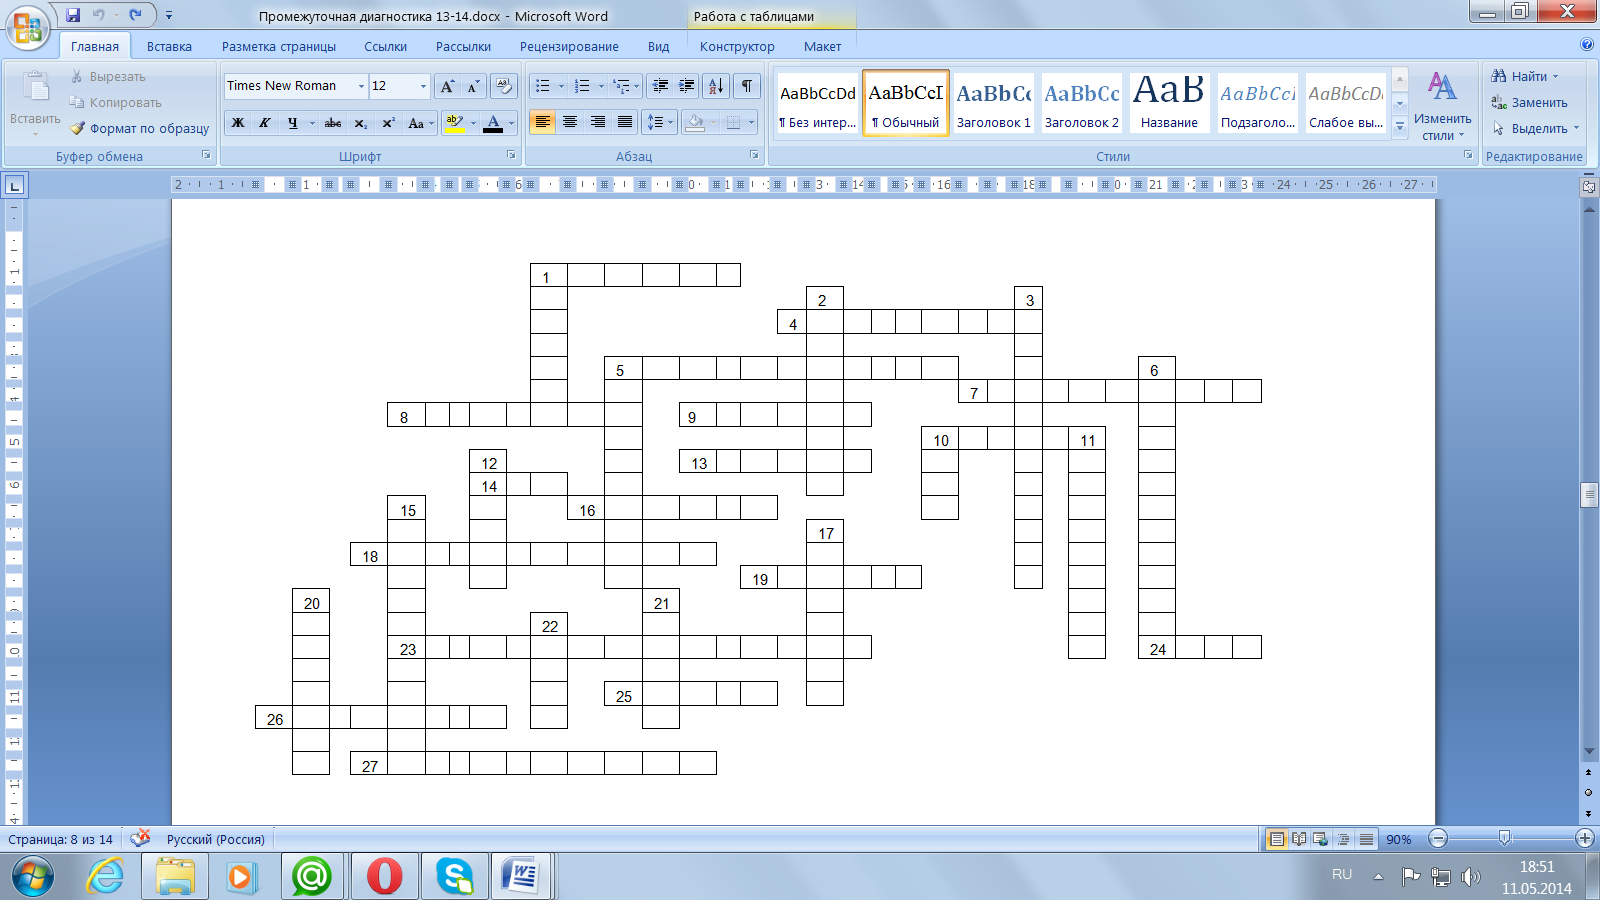 Промежуточная диагностика 13-14.docx - Microsoft Word
Работа с таблицами
Главная Вставка Разметка страницы Ссылки Рассылки Рецензирование Вид Конструктор Макет
Вставить
Вырезать
Копировать
Формат по образцу
Буфер обмена
Times New Roman 12
Ж К Ч abc x₂ x² Aa
Шрифт
Абзац
AaBbCcDd AaBbCcI AaBbCc AaBbCc AaB AaBbCcI AaBbCcDc
¶ Без интер... ¶ Обычный Заголовок 1 Заголовок 2 Название Подзаголо... Слабое вы...
Изменить стили
Стили
Найти
Заменить
Выделить
Редактирование
1
2 3
4
5 6
7
8 9
10 11
12 13
14
15 16
17
18
19
20 21
22
23 24
25
26
27
Страница: 8 из 14 Русский (Россия) 90%
RU
18:51
11.05.2014